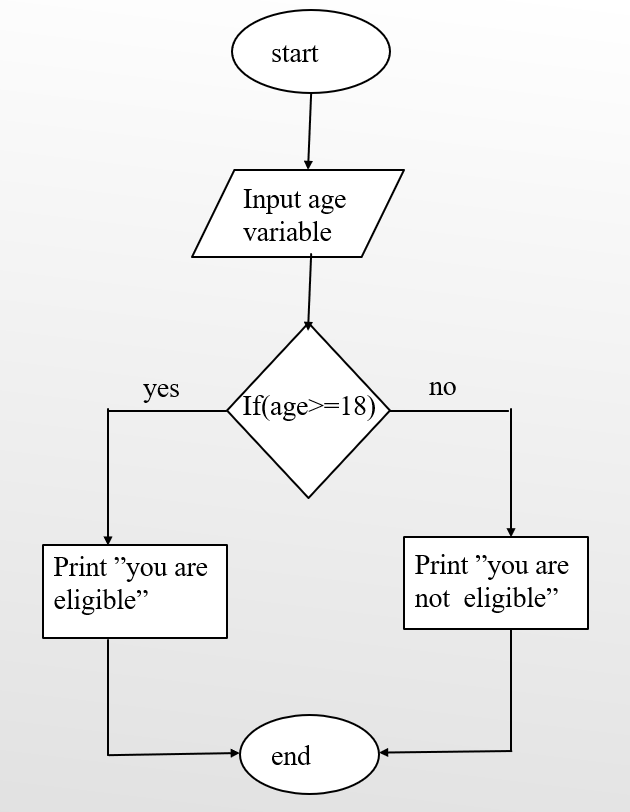 start
Input age
variable
yes
If(age>=18)
no
Print ”you are
eligible”
Print ”you are
not  eligible”
end